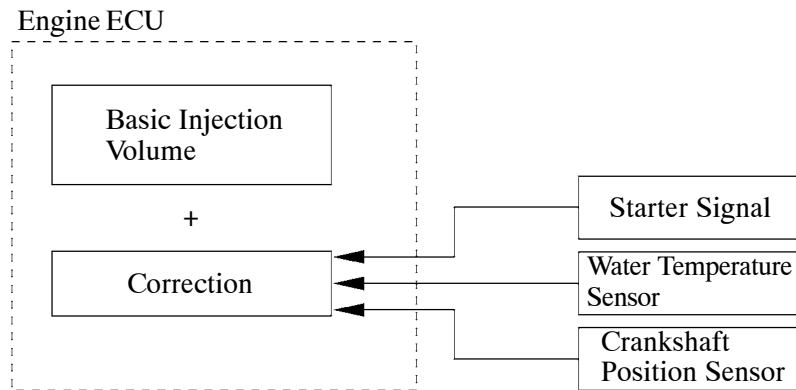 Engine ECU
Basic Injection
Volume
+
Correction
Starter Signal
Water Temperature
Sensor
Crankshaft
Position Sensor